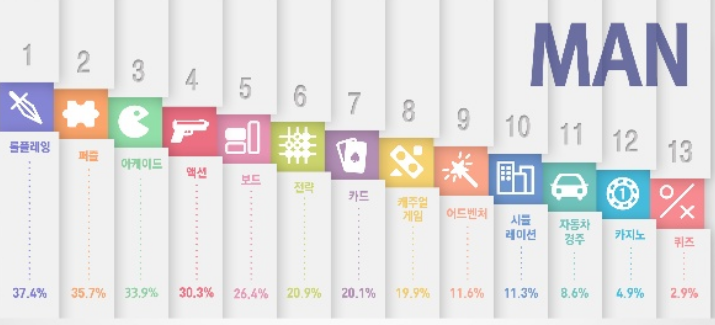 MAN
1
롤플레잉
37.4%
2
퍼즐
35.7%
3
아케이드
33.9%
4
액션
30.3%
5
보드
26.4%
6
전략
20.9%
7
카드
20.1%
8
캐주얼
게임
19.9%
9
어드벤처
11.6%
10
시뮬
레이션
11.3%
11
자동차
경주
8.6%
12
1
카지노
4.9%
13
퀴즈
2.9%